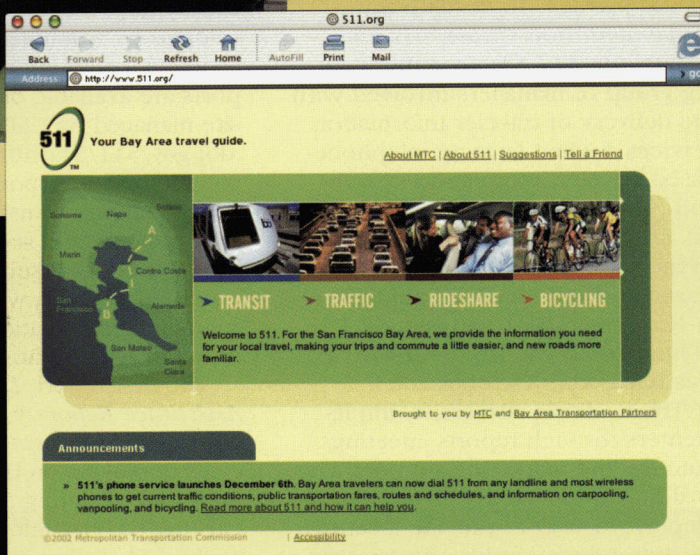 511.org
Back Forward Stop Refresh Home AutoFill Print Mail
Address http://www.511.org/ go
511 Your Bay Area travel guide.
TM
About MTC | About 511 | Suggestions | Tell a Friend
Sonoma Napa Solano
A
Marin
Contra Costa
San Francisco
B
Alameda
San Mateo
Santa Clara
TRANSIT TRAFFIC RIDESHARE BICYCLING
Welcome to 511. For the San Francisco Bay Area, we provide the information you need
for your local travel, making your trips and commute a little easier, and new roads more
familiar.
Brought to you by MTC and Bay Area Transportation Partners
Announcements
» 511's phone service launches December 6th. Bay Area travelers can now dial 511 from any landline and most wireless
phones to get current traffic conditions, public transportation fares, routes and schedules, and information on carpooling,
vanpooling, and bicycling. Read more about 511 and how it can help you.
©2002 Metropolitan Transportation Commission | Accessibility